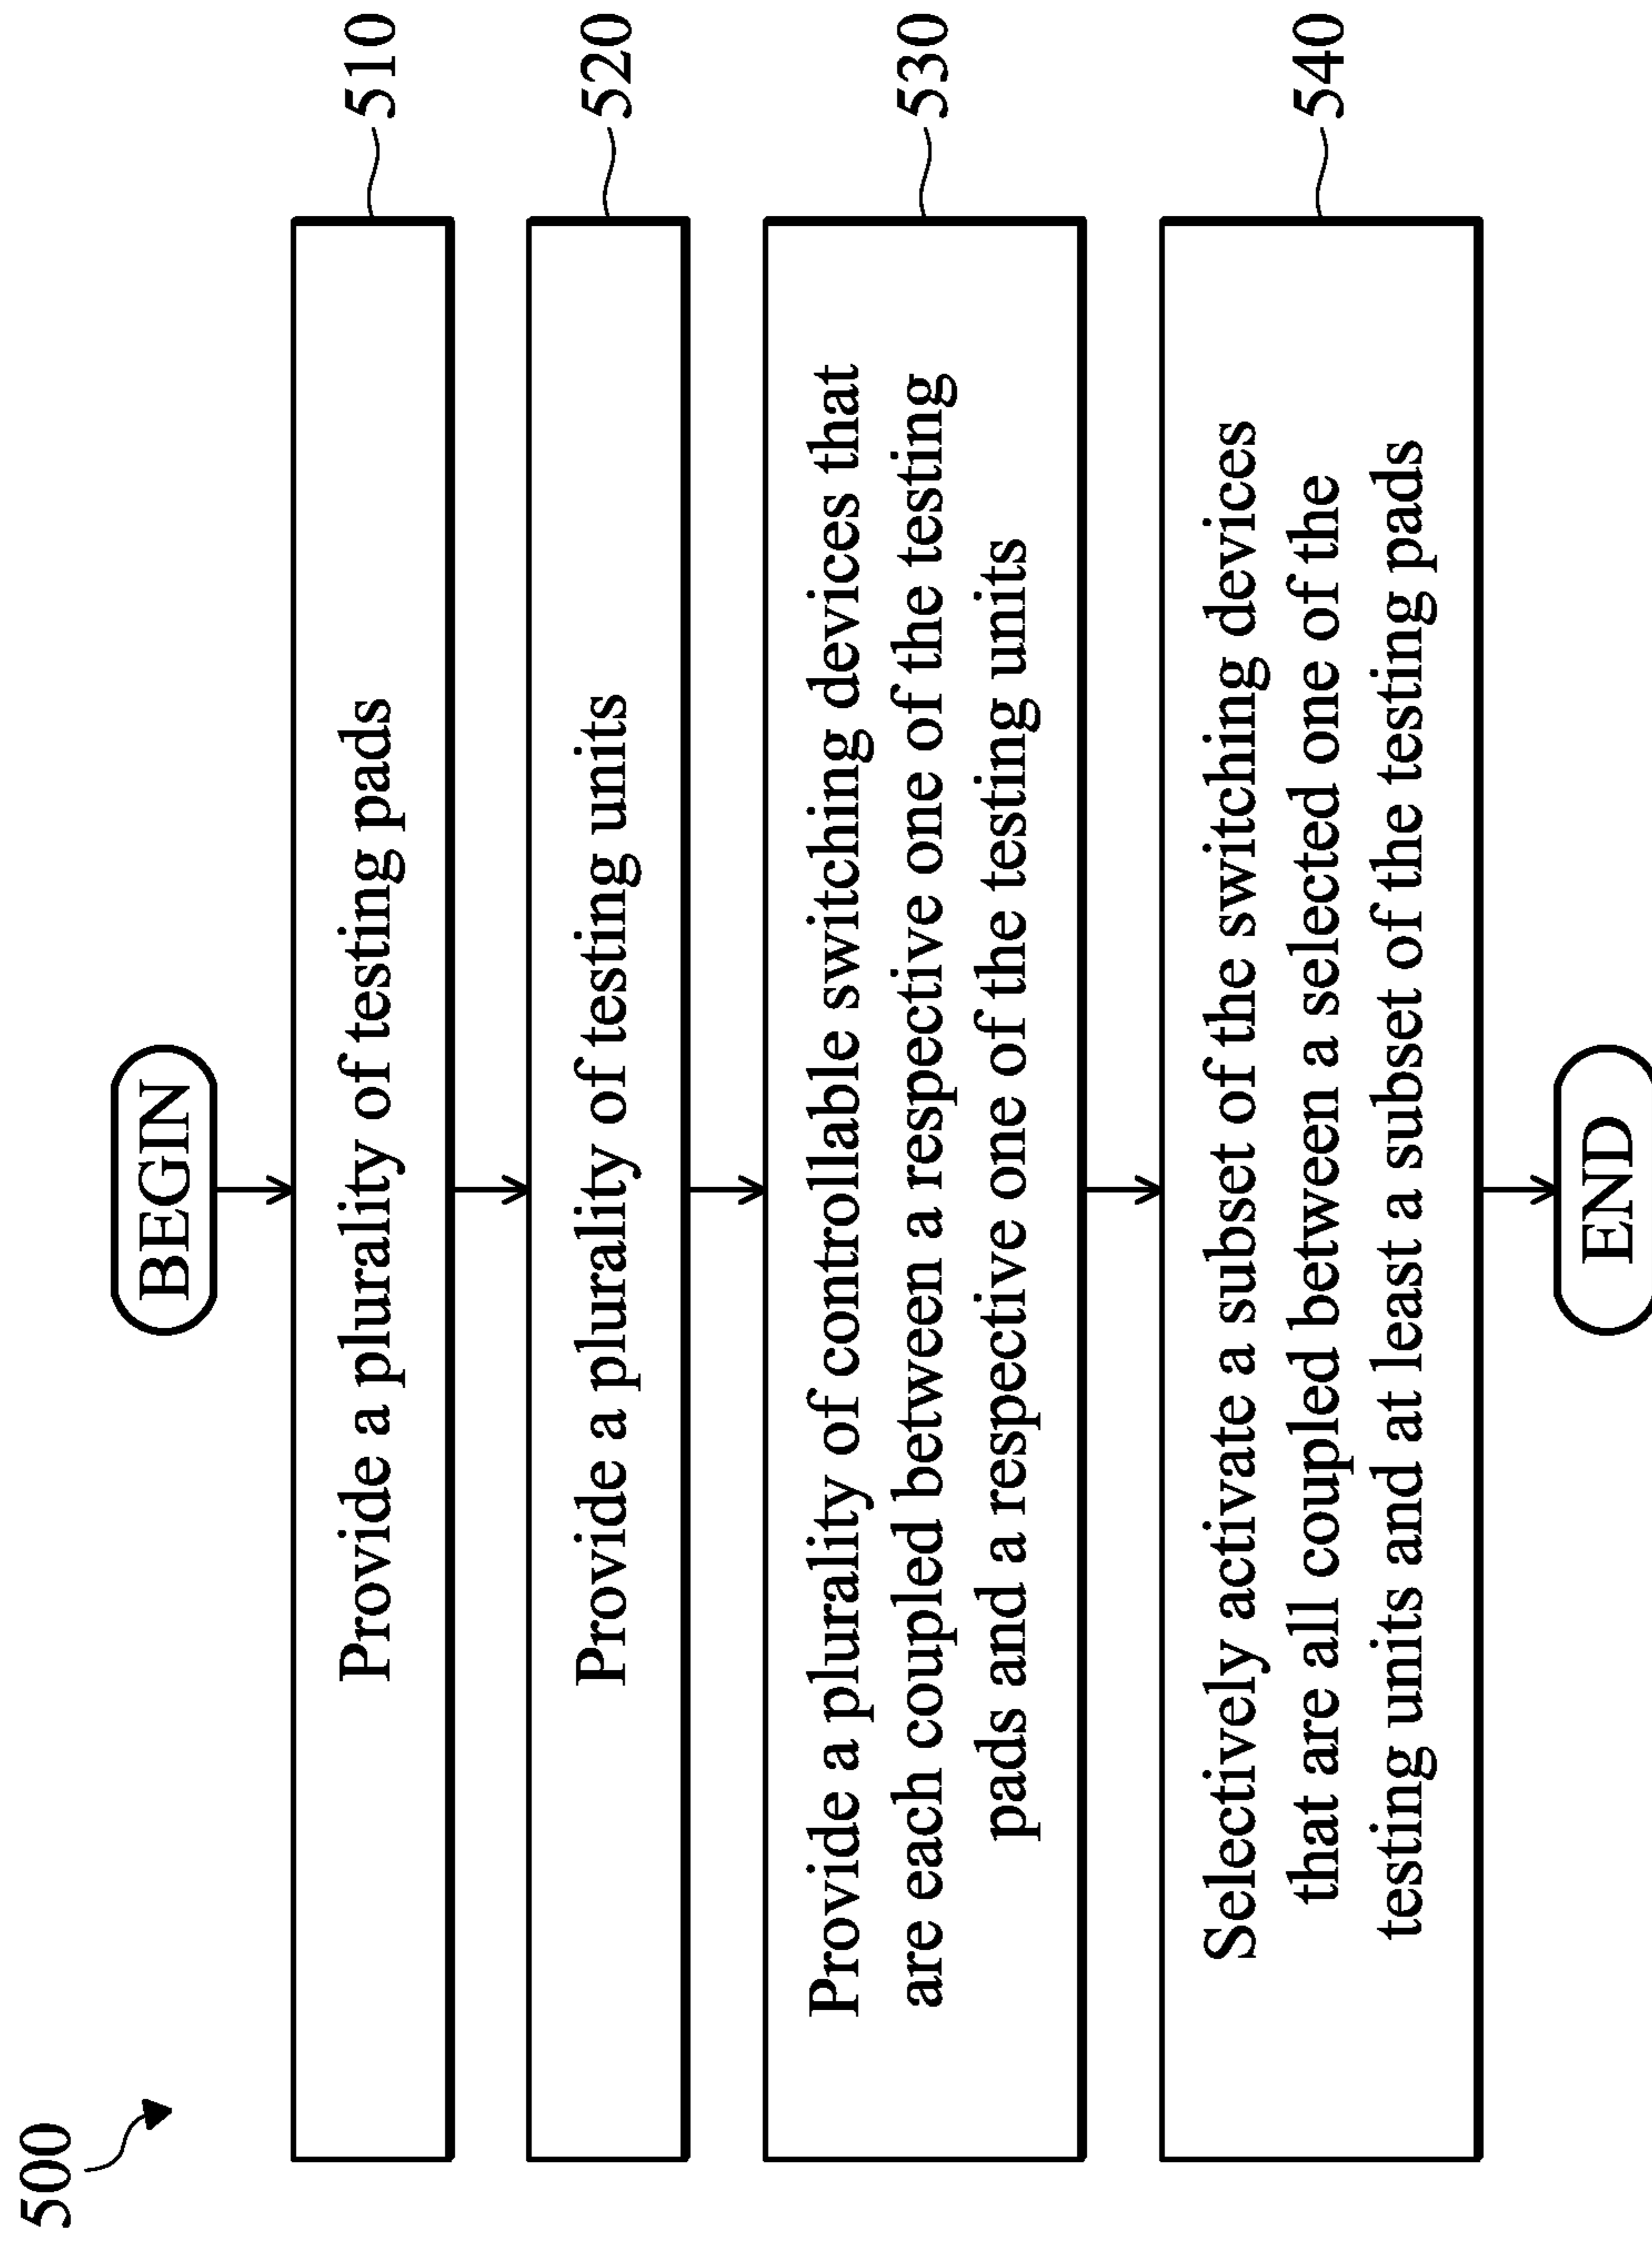 500
BEGIN
Provide a plurality of testing pads
510
Provide a plurality of testing units
520
Provide a plurality of controllable switching devices that
are each coupled between a respective one of the testing
pads and a respective one of the testing units
530
Selectively activate a subset of the switching devices
that are all coupled between a selected one of the
testing units and at least a subset of the testing pads
540
END